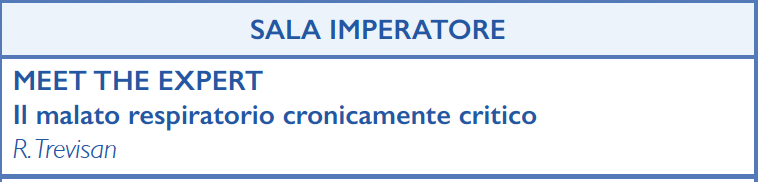 SALA IMPERATORE
MEET THE EXPERT
Il malato respiratorio cronicamente critico
R. Trevisan